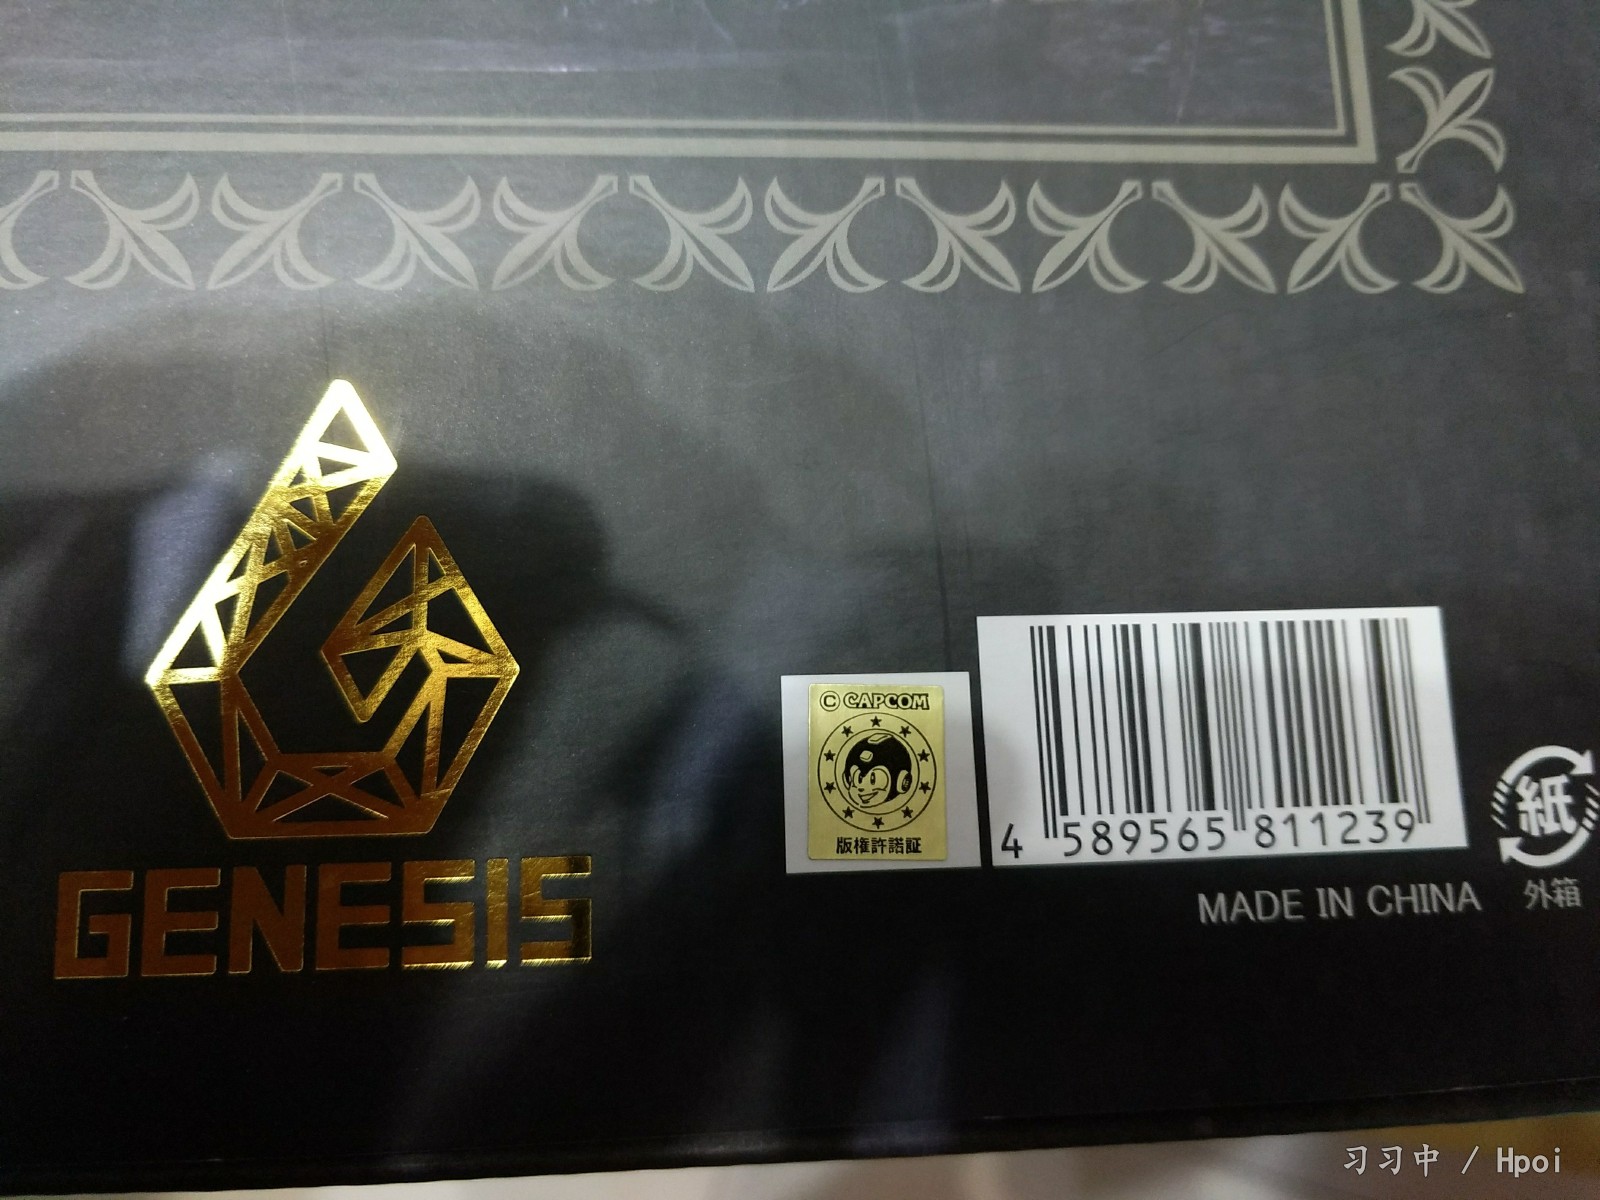 GENESIS
© CAPCOM
版権許諾証
4 589565 811239
MADE IN CHINA
紙
外箱
习习中 / Hpoi